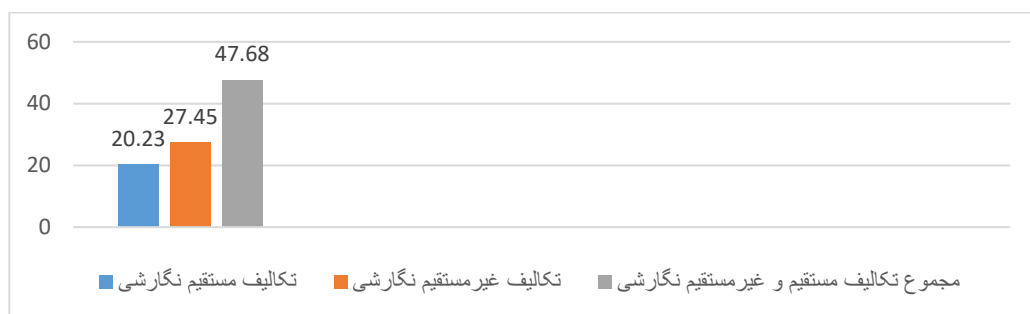 60
47.68
40
27.45
20.23
20
0
تکالیف مستقیم نگارشی
تکالیف غیرمستقیم نگارشی
مجموع تکالیف مستقیم و غیرمستقیم نگارشی